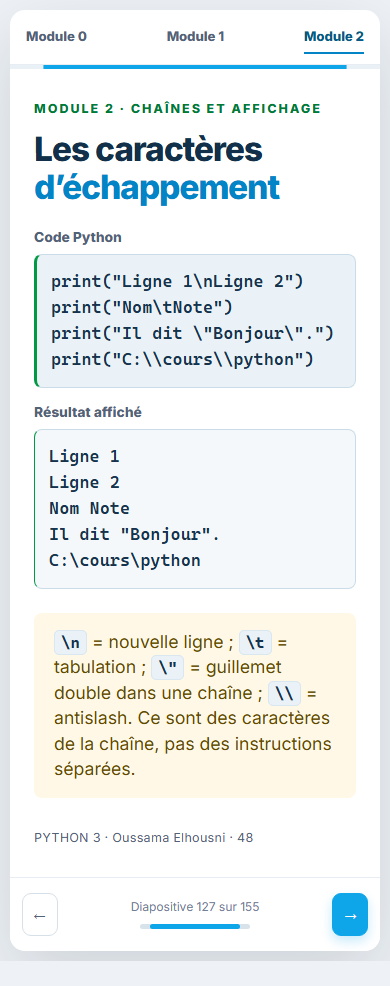 Module 0 Module 1 Module 2
MODULE 2 · CHAÎNES ET AFFICHAGE
Les caractères
d’échappement
Code Python
print("Ligne 1\nLigne 2")
print("Nom\tNote")
print("Il dit \"Bonjour\".")
print("C:\\cours\\python")
Résultat affiché
Ligne 1
Ligne 2
Nom Note
Il dit "Bonjour".
C:\cours\python
\n = nouvelle ligne ; \t =
tabulation ; \" = guillemet
double dans une chaîne ; \\ =
antislash. Ce sont des caractères
de la chaîne, pas des instructions
séparées.
PYTHON 3 · Oussama Elhousni · 48
Diapositive 127 sur 155
← →